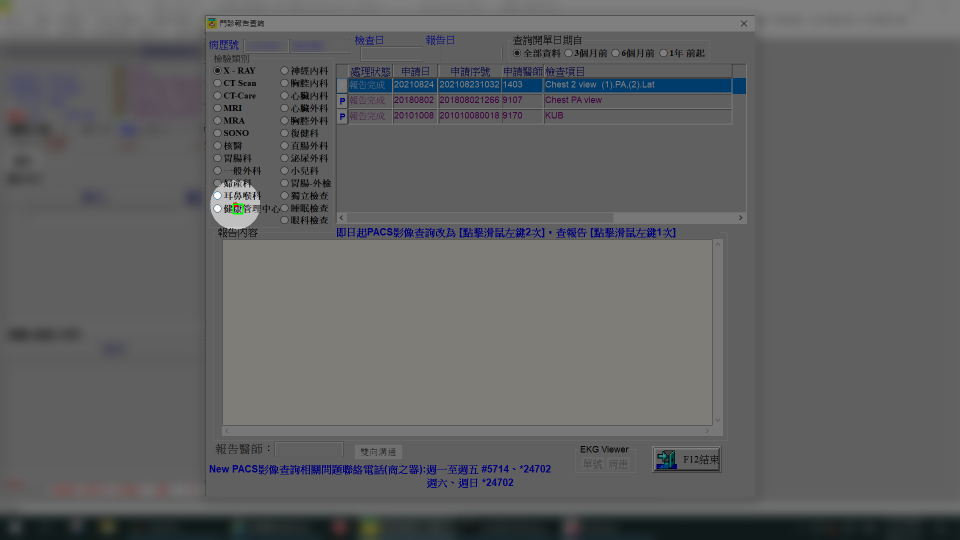 門診報告查詢
病歷號
檢查日 報告日 查詢開單日期自
全部資料 3個月前 6個月前 1年 前起
檢驗類別
X - RAY 神經內科
CT Scan 胸腔內科
CT-Care 心臟內科
MRI 心臟外科
MRA 胸腔外科
SONO 復健科
核醫 直腸外科
胃腸科 泌尿外科
一般外科 小兒科
婦產科 胃腸-外檢
耳鼻喉科 獨立檢查
健康管理中心 睡眠檢查
眼科檢查
處理狀態 申請日 申請序號 申請醫師 檢查項目
報告完成 20210824 202108231032 1403 Chest 2 view (1).PA,(2).Lat
P 報告完成 20180802 201808021266 9107 Chest PA view
P 報告完成 20101008 201010080018 9170 KUB
報告內容 即日起PACS影像查詢改為 [點擊滑鼠左鍵2次]。查報告 [點擊滑鼠左鍵1次]
報告醫師： 雙向溝通
EKG Viewer
單號 病患
F12結束
New PACS影像查詢相關問題聯絡電話(商之器):週一至週五 #5714、*24702
週六、週日 *24702